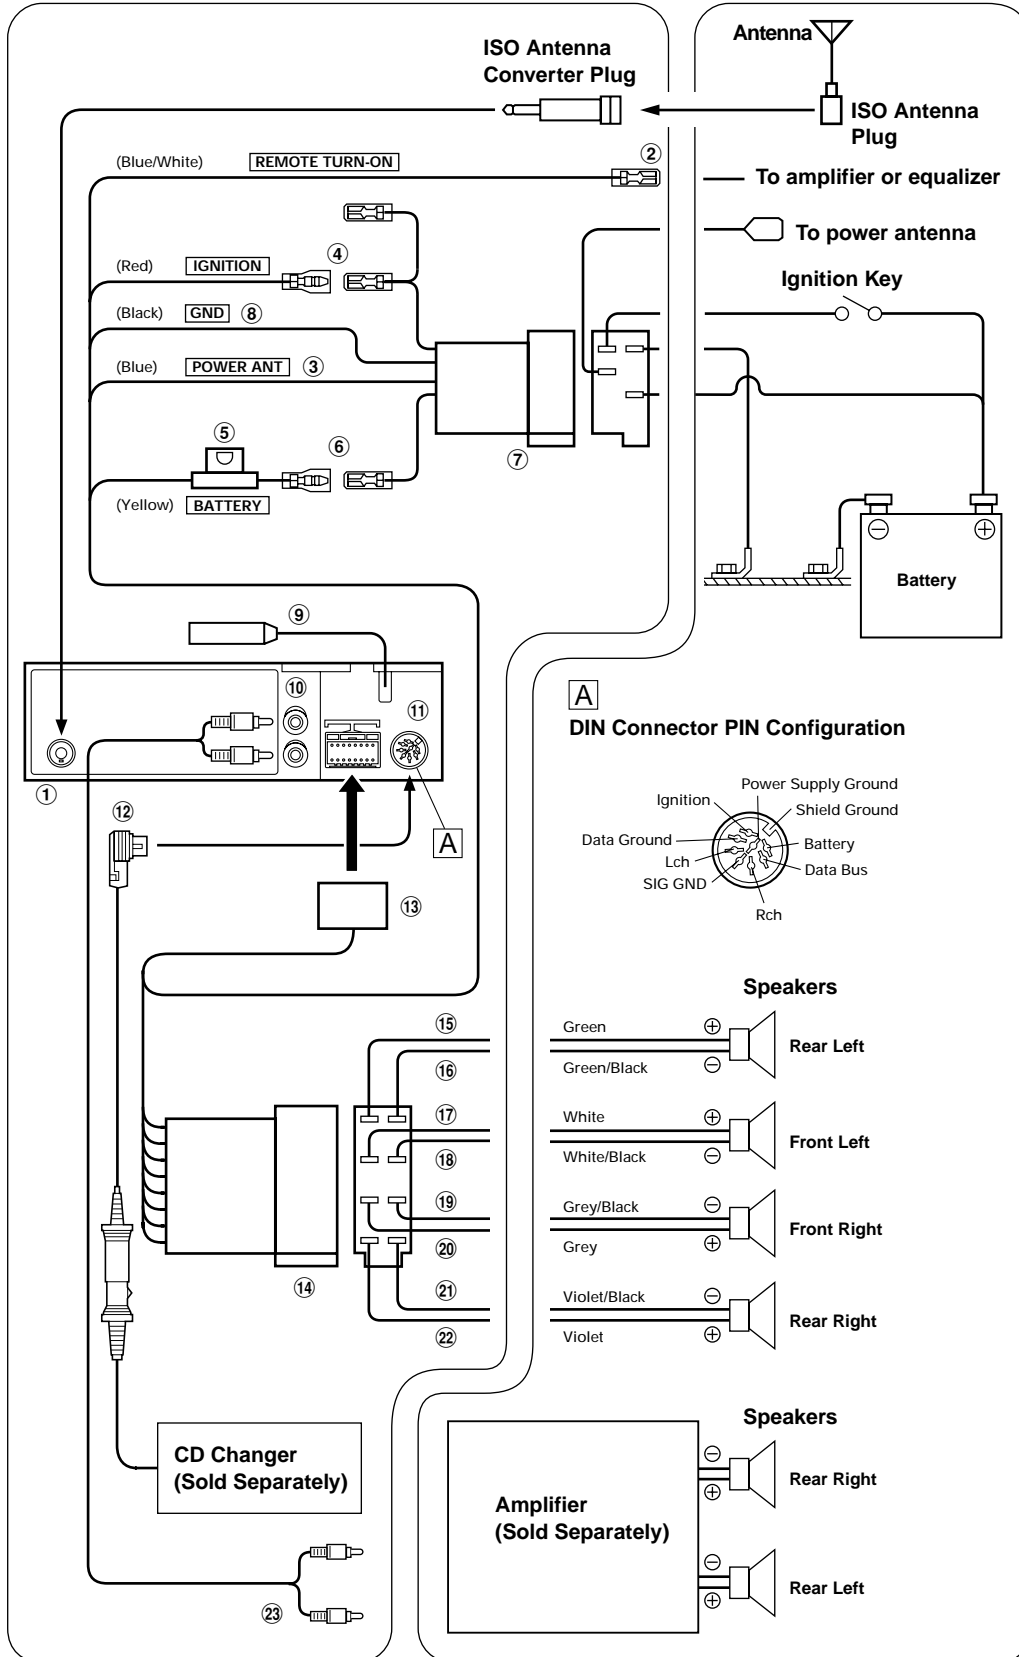 Antenna
ISO Antenna
Converter Plug
ISO Antenna
Plug
(Blue/White)
REMOTE TURN-ON
②
To amplifier or equalizer
To power antenna
(Red)
IGNITION
④
Ignition Key
(Black)
GND
⑧
(Blue)
POWER ANT
③
⑤
⑥
⑦
(Yellow)
BATTERY
⊖
⊕
Battery
⑨
⑩
⑪
①
⑫
A
⑬
A
DIN Connector PIN Configuration
Power Supply Ground
Ignition
Shield Ground
Data Ground
Battery
Lch
Data Bus
SIG GND
Rch
Speakers
⑮
Green
⊕
Rear Left
⑯
Green/Black
⊖
⑰
White
⊕
Front Left
⑱
White/Black
⊖
⑲
Grey/Black
⊖
Front Right
⑳
Grey
⊕
⑭
㉑
Violet/Black
⊖
Rear Right
㉒
Violet
⊕
CD Changer
(Sold Separately)
㉓
Speakers
Amplifier
(Sold Separately)
⊖
Rear Right
⊕
⊖
Rear Left
⊕